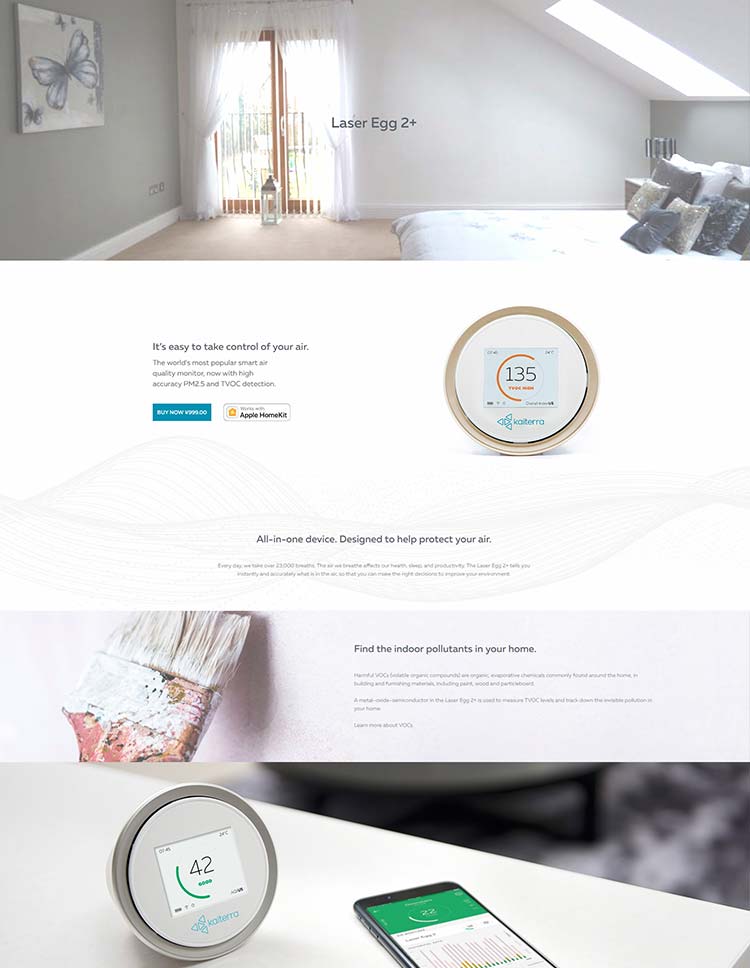 Laser Egg 2+
It's easy to take control of your air.
The world's most popular smart air
quality monitor, now with high
accuracy PM2.5 and TVOC detection.
BUY NOW ¥999.00
Works with
Apple HomeKit
07:45 24°C
135
TVOC HIGH
kaiterra
All-in-one device. Designed to help protect your air.
Every day, we take over 23,000 breaths. The air we breathe affects our health, sleep, and productivity. The Laser Egg 2+ tells you
instantly and accurately what is in the air, so that you can make the right decisions to improve your environment.
Find the indoor pollutants in your home.
Harmful VOCs (volatile organic compounds) are organic, evaporative chemicals commonly found around the home, in
building and furnishing materials, including paint, wood and particleboard.
A metal-oxide-semiconductor in the Laser Egg 2+ is used to measure TVOC levels and track down the invisible pollution in
your home.
Learn more about VOCs.
07:45 24°C
42
GOOD
AQI US
kaiterra
22
Laser Egg 2